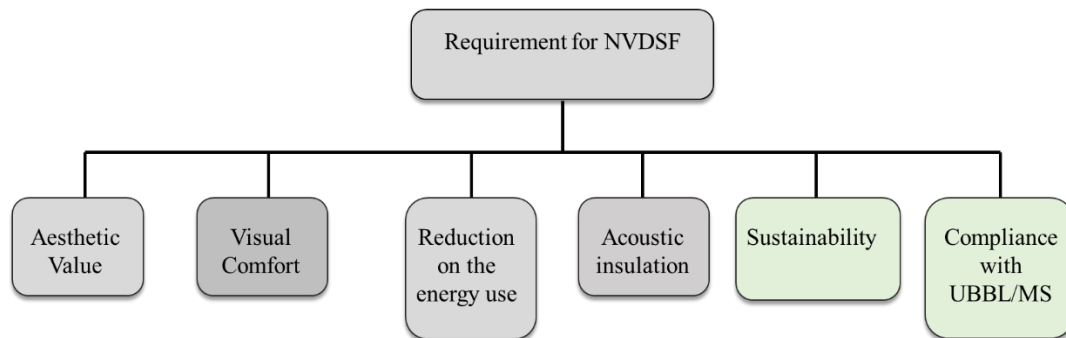 Requirement for NVDSF
Aesthetic
Value
Visual
Comfort
Reduction
on the
energy use
Acoustic
insulation
Sustainability
Compliance
with
UBBL/MS